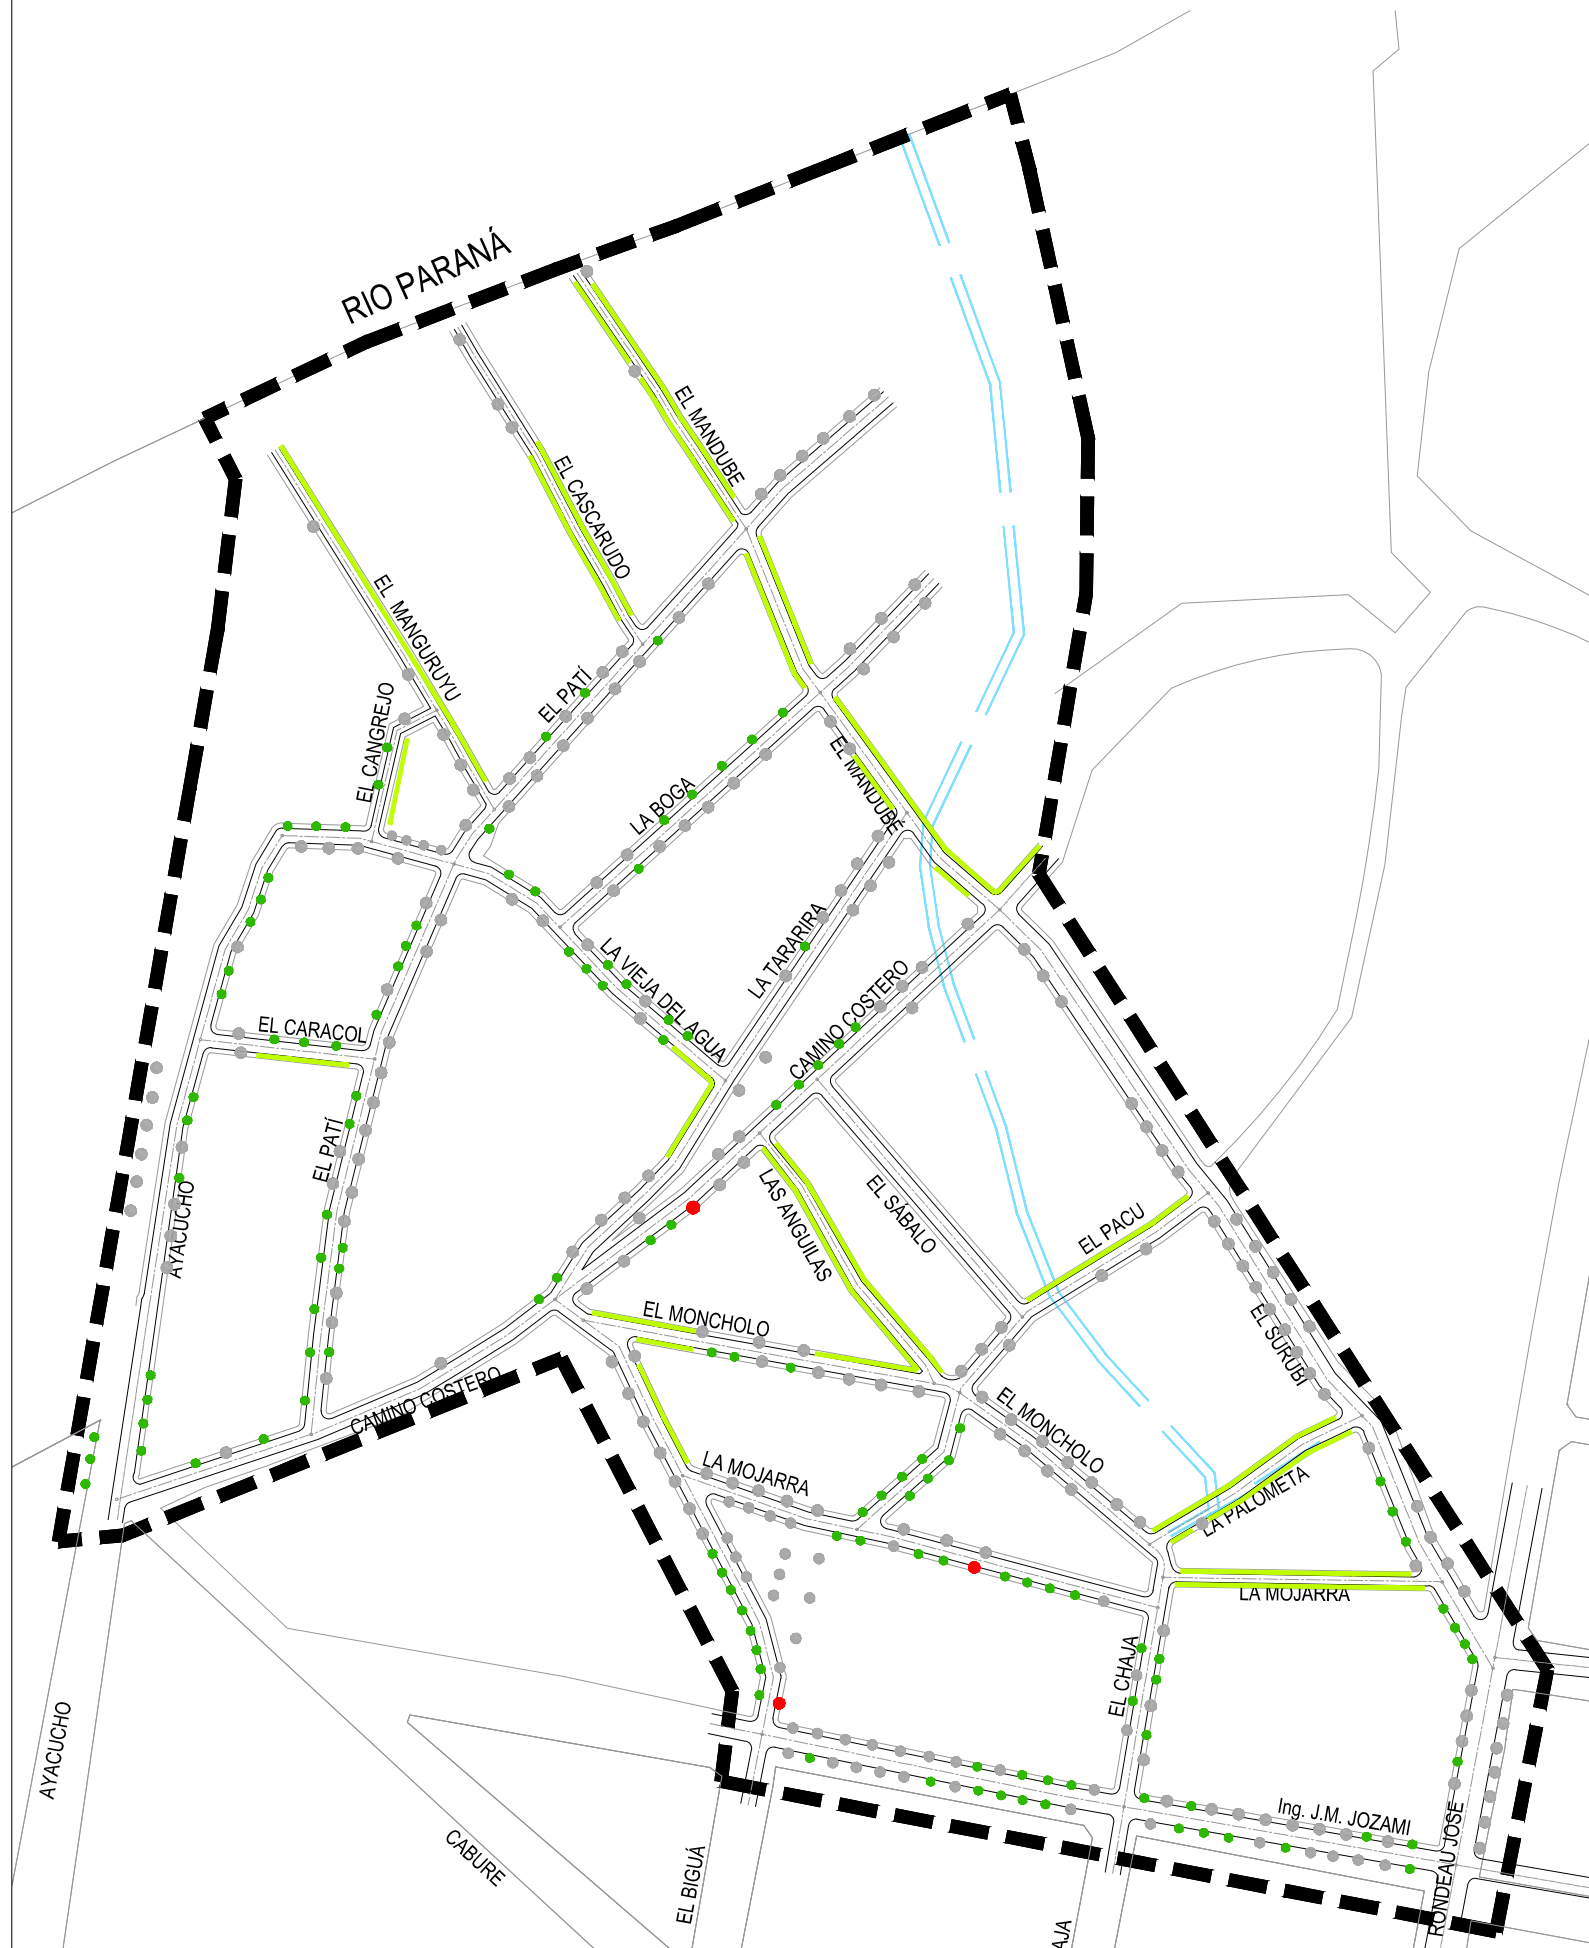 RIO PARANÁ
EL MANDUBE
EL CASCARUDO
EL MANGURUYU
EL CANGREJO
EL PATÍ
LA BOGA
EL MANDUBÉ
LA TARARIRA
LA VIEJA DEL AGUA
CAMINO COSTERO
EL CARACOL
EL PATÍ
AYACUCHO
LAS ANGUILAS
EL SÁBALO
EL PACU
EL MONCHOLO
EL SURUBI
CAMINO COSTERO
EL MONCHOLO
LA MOJARRA
LA PALOMETA
LA MOJARRA
EL CHAJA
AYACUCHO
Ing. J.M. JOZAMI
RONDEAU JOSE
CABURE
EL BIGUÁ
AJA